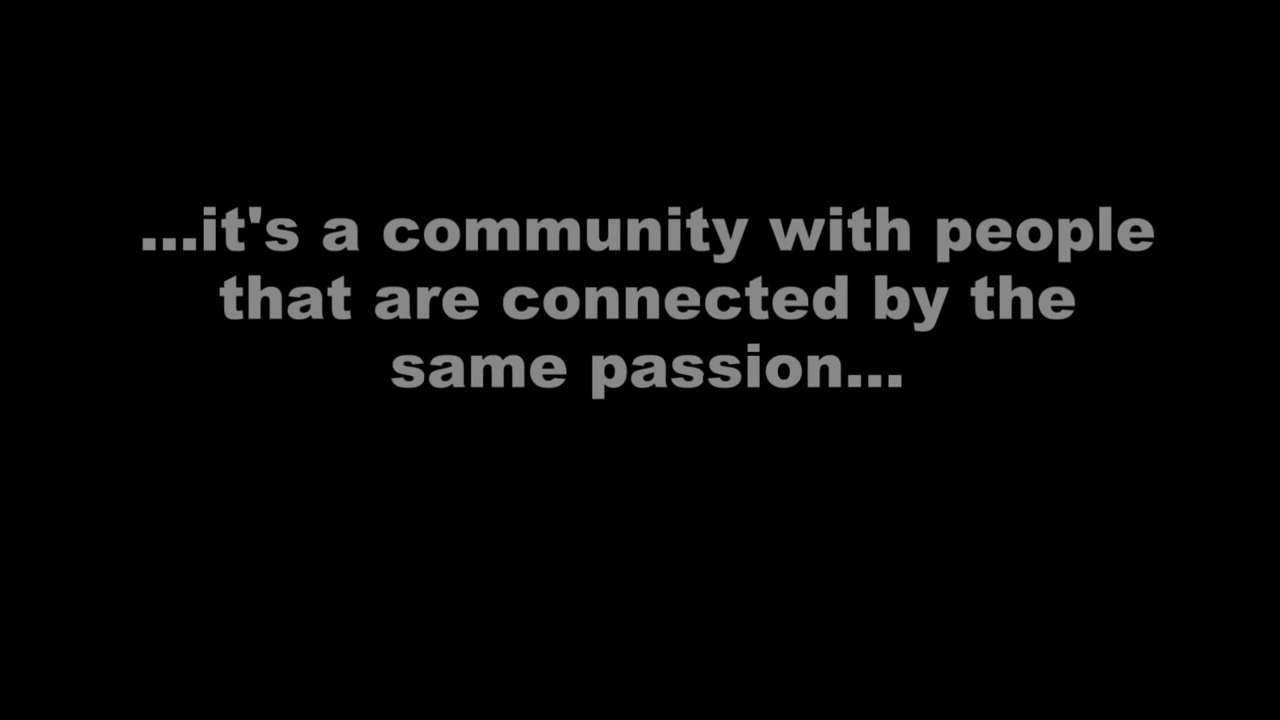 ...it's a community with people
that are connected by the
same passion...